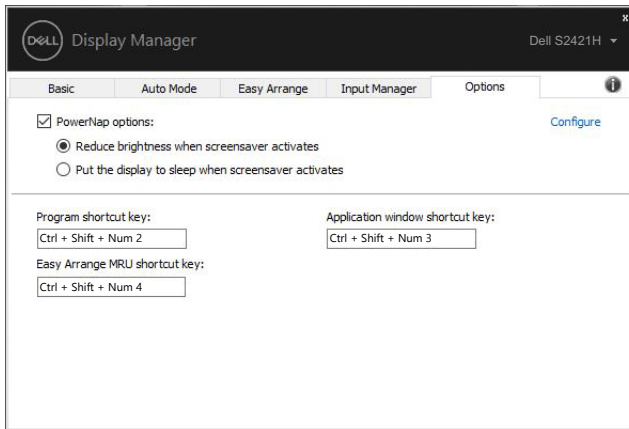 x
DELL Display Manager
Dell S2421H
Basic Auto Mode Easy Arrange Input Manager Options
PowerNap options:
Configure
Reduce brightness when screensaver activates
Put the display to sleep when screensaver activates
Program shortcut key:
Application window shortcut key:
Ctrl + Shift + Num 2
Ctrl + Shift + Num 3
Easy Arrange MRU shortcut key:
Ctrl + Shift + Num 4